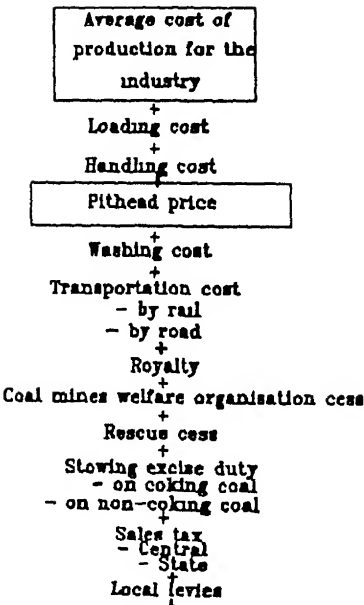 Average cost of
production for the
industry
+
Loading cost
+
Handling cost
Pithead price
+
Washing cost
+
Transportation cost
- by rail
- by road
+
Royalty
+
Coal mines welfare organisation cess
+
Rescue cess
+
Stowing excise duty
- on coking coal
- on non-coking coal
+
Sales tax
- Central
- State
+
Local levies